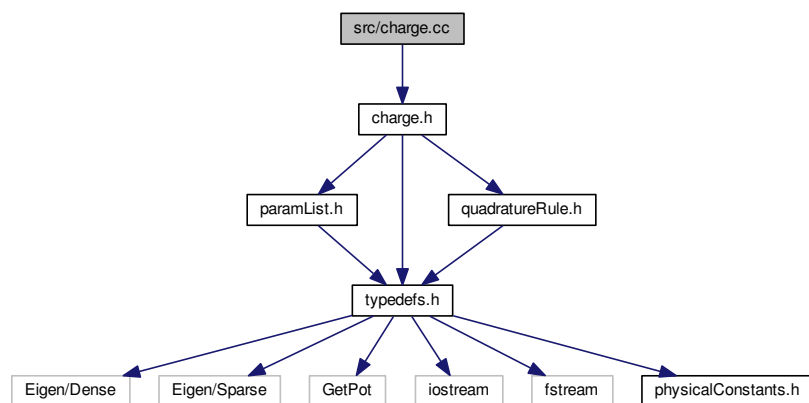 src/charge.cc
charge.h
paramList.h
quadratureRule.h
typedefs.h
Eigen/Dense
Eigen/Sparse
GetPot
iostream
fstream
physicalConstants.h